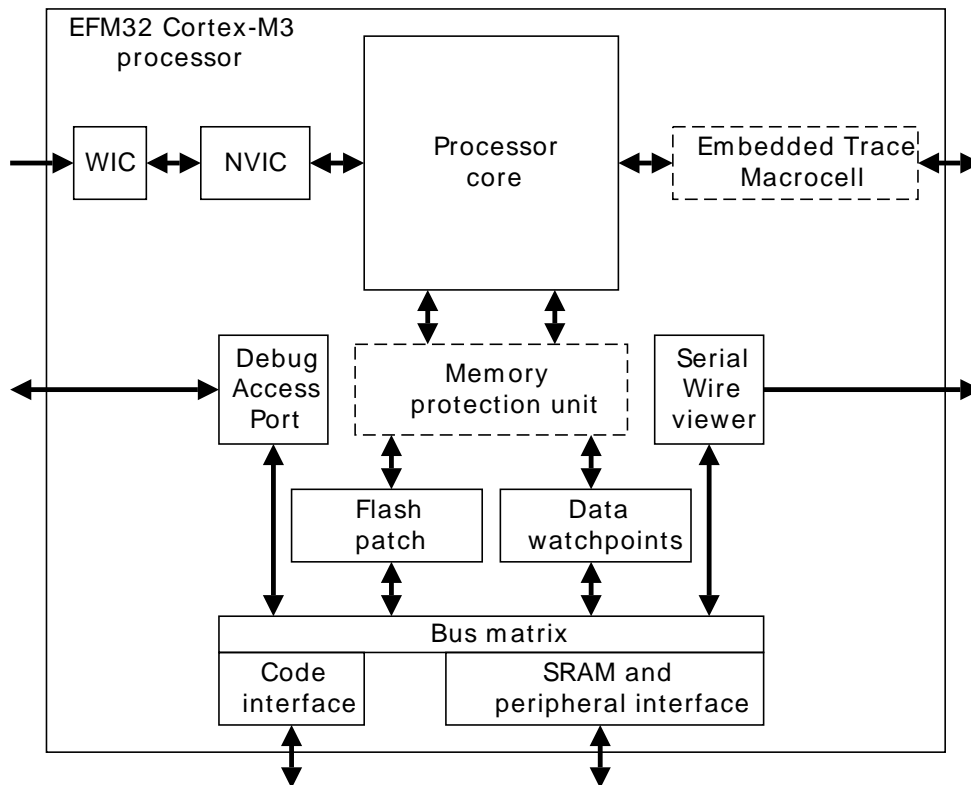 EFM32 Cortex-M3
processor
WIC
NVIC
Processor
core
Embedded Trace
Macrocell
Debug
Access
Port
Memory
protection unit
Serial
Wire
viewer
Flash
patch
Data
watchpoints
Bus matrix
Code
interface
SRAM and
peripheral interface